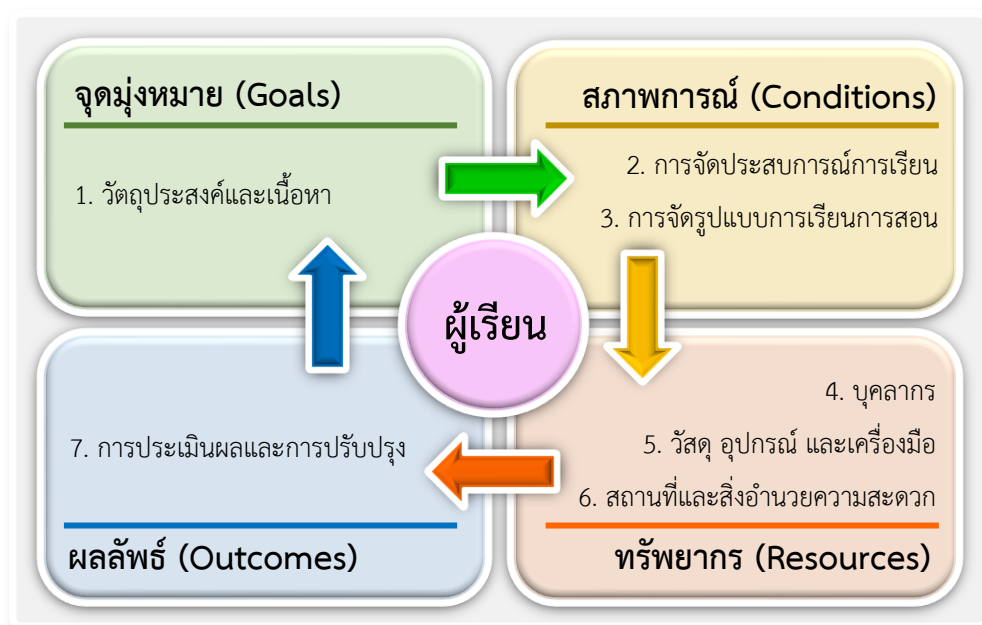 จุดมุ่งหมาย (Goals)
1. วัตถุประสงค์และเนื้อหา
สภาพการณ์ (Conditions)
2. การจัดประสบการณ์การเรียน
3. การจัดรูปแบบการเรียนการสอน
ผู้เรียน
4. บุคลากร
5. วัสดุ อุปกรณ์ และเครื่องมือ
6. สถานที่และสิ่งอำนวยความสะดวก
ทรัพยากร (Resources)
7. การประเมินผลและการปรับปรุง
ผลลัพธ์ (Outcomes)